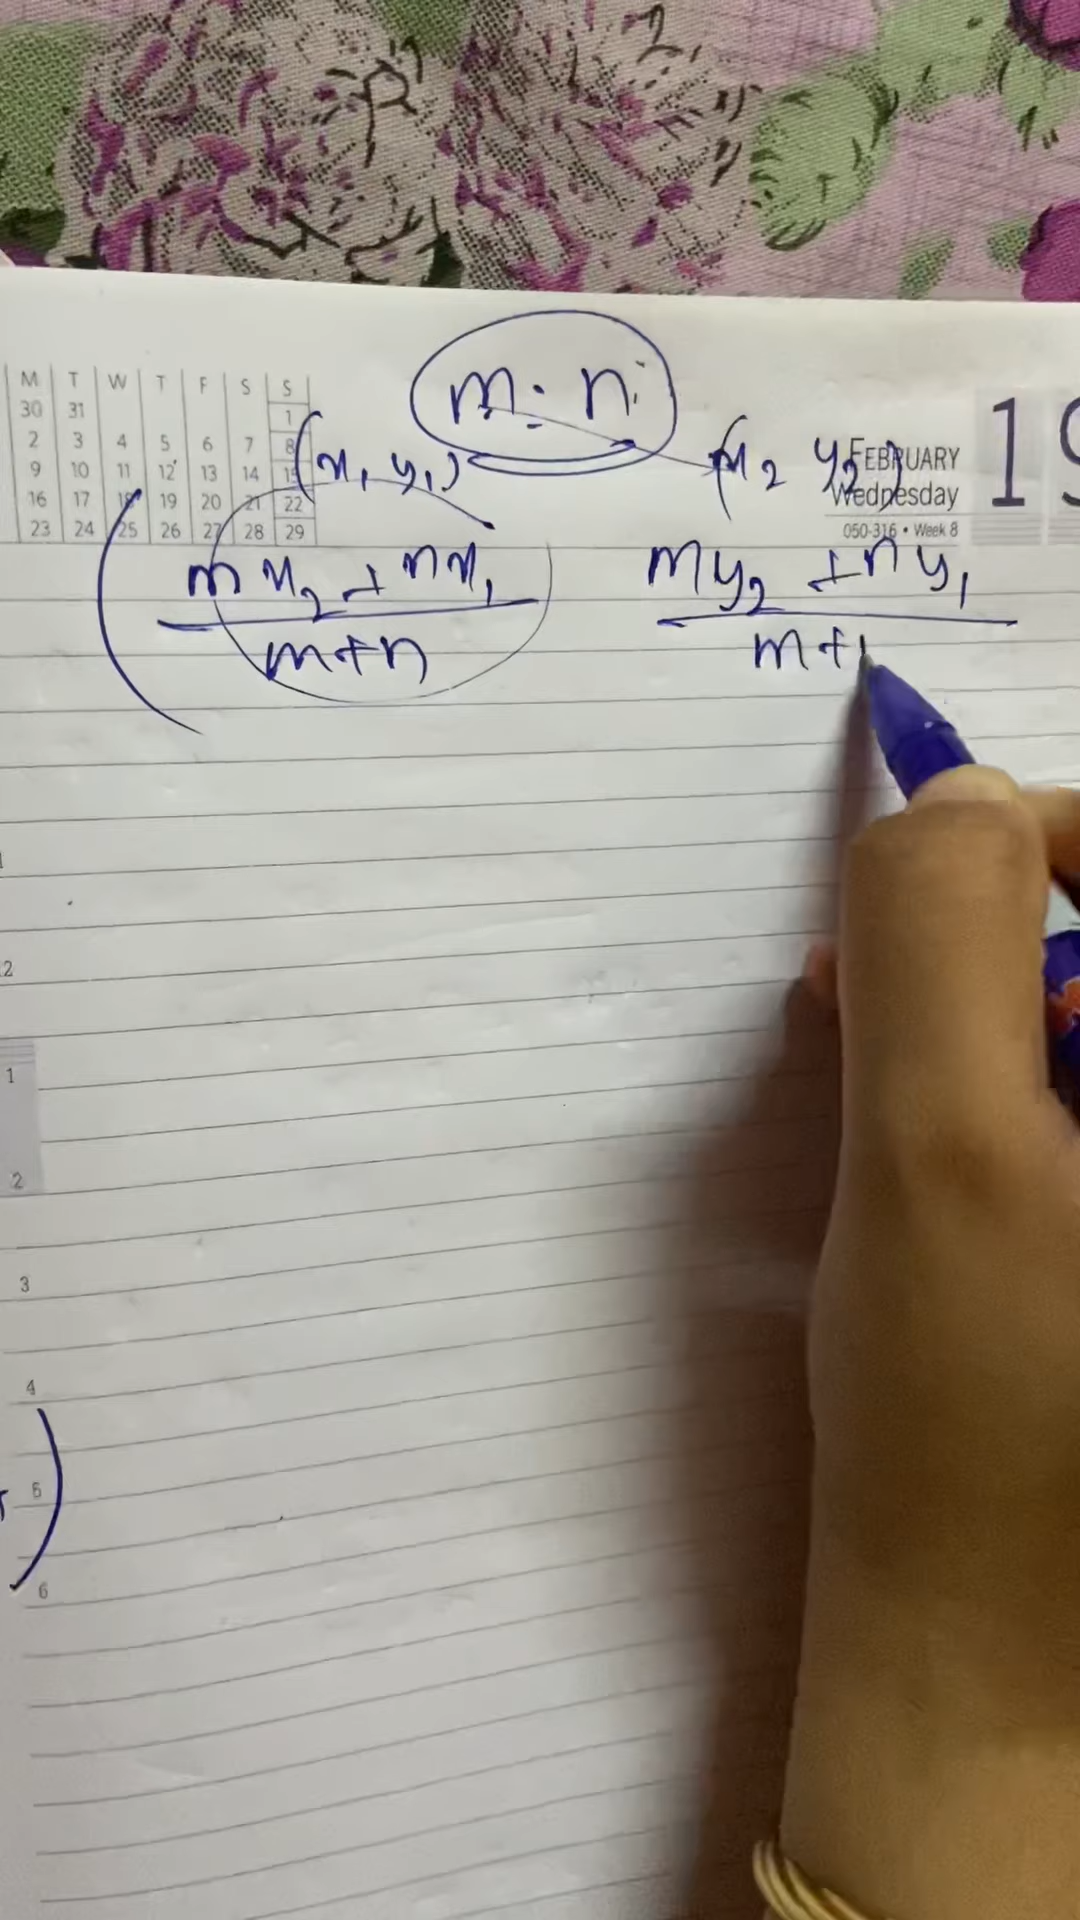 m : n
M T W T F S S
30 31 1
2 3 4 5 6 7 8
9 10 11 12 13 14 15
16 17 18 19 20 21 22
23 24 25 26 27 28 29
(x₁ y₁) (x₂ y₂)
FEBRUARY 19
Wednesday
050-316 • Week 8
mx₂ + nx₁ my₂ + ny₁
m+n m+
1
2
1
2
3
4
5
)
6